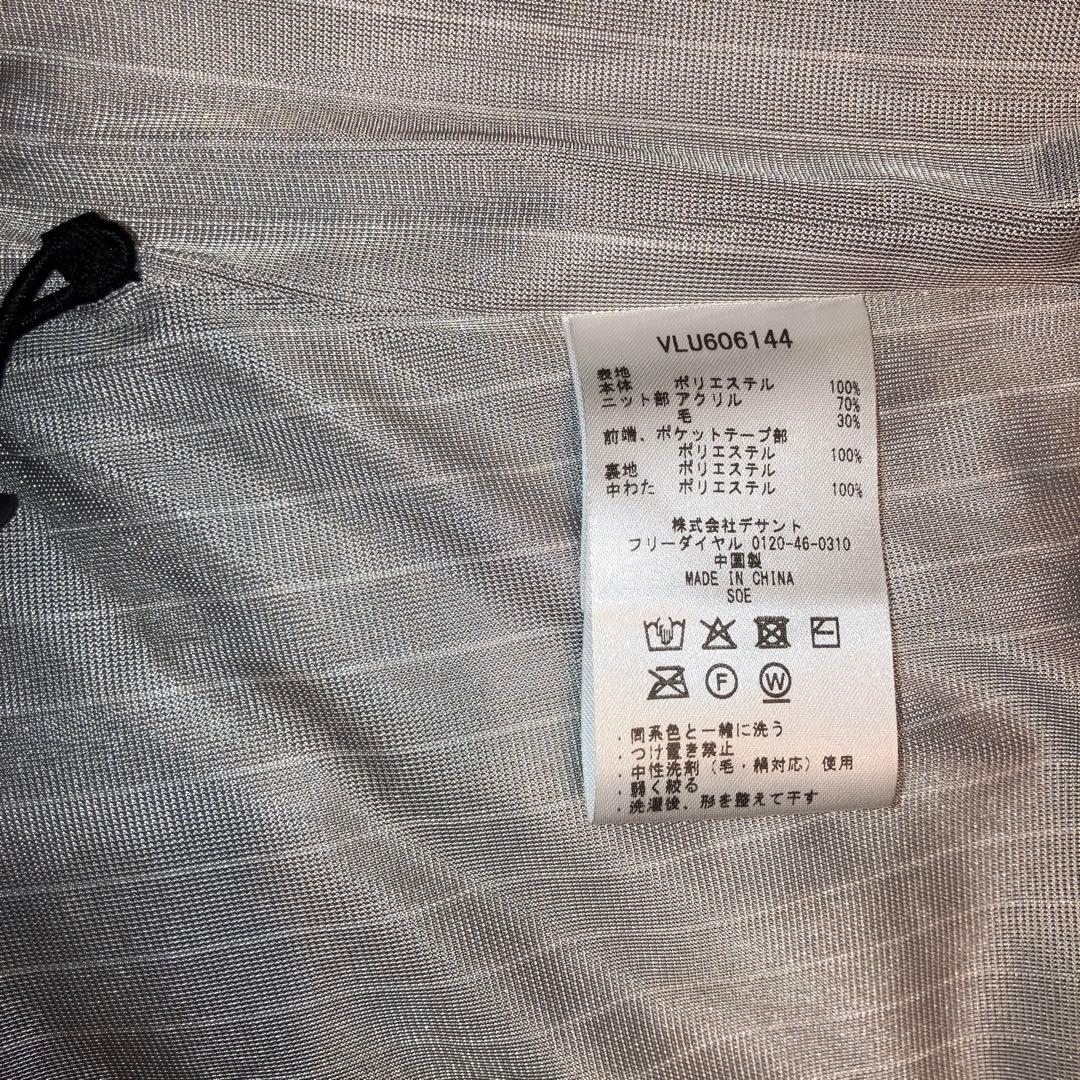 VLU606144
表地
本体 ポリエステル 100%
ニット部 アクリル 70%
毛 30%
前端、ポケットテープ部
ポリエステル 100%
裏地 ポリエステル
中わた ポリエステル 100%
株式会社デサント
フリーダイヤル 0120-46-0310
中国製
MADE IN CHINA
SOE
F W
．同系色と一緒に洗う
．つけ置き禁止
．中性洗剤（毛・絹対応）使用
．弱く絞る
．洗濯後，形を整えて干す